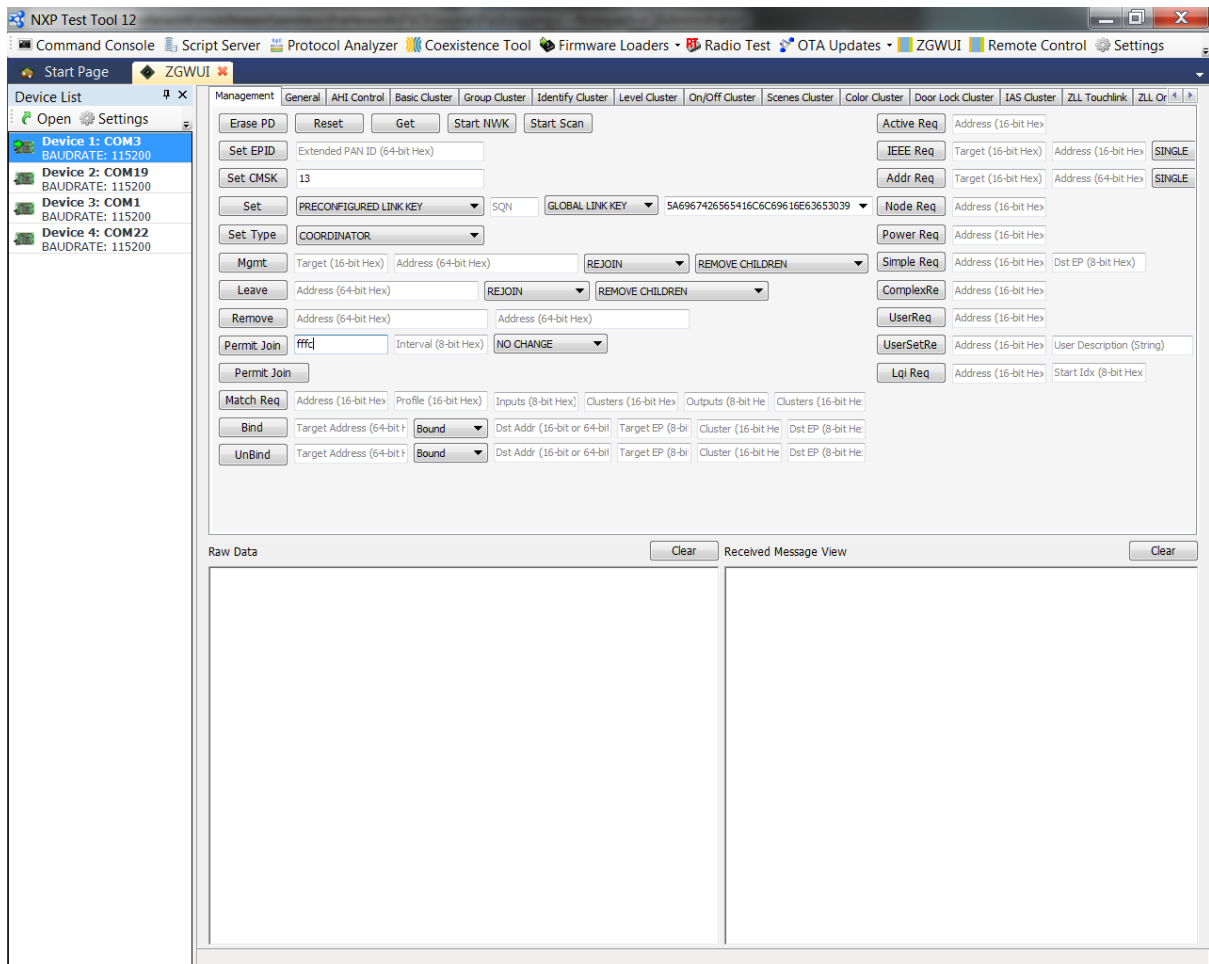 NXP Test Tool 12
Command Console Script Server Protocol Analyzer Coexistence Tool Firmware Loaders Radio Test OTA Updates ZGWUI Remote Control Settings
Start Page ZGWUI
Device List
Open Settings
Device 1: COM3
BAUDRATE: 115200
Device 2: COM19
BAUDRATE: 115200
Device 3: COM1
BAUDRATE: 115200
Device 4: COM22
BAUDRATE: 115200
Management General AHI Control Basic Cluster Group Cluster Identify Cluster Level Cluster On/Off Cluster Scenes Cluster Color Cluster Door Lock Cluster IAS Cluster ZLL Touchlink ZLL Or
Erase PD Reset Get Start NWK Start Scan Active Req Address (16-bit Hex
Set EPID Extended PAN ID (64-bit Hex) IEEE Req Target (16-bit Hex) Address (16-bit Hex SINGLE
Set CMSK 13 Addr Req Target (16-bit Hex) Address (64-bit Hex SINGLE
Set PRECONFIGURED LINK KEY SQN GLOBAL LINK KEY 5A6967426565416C6C69616E63653039 Node Req Address (16-bit Hex
Set Type COORDINATOR Power Req Address (16-bit Hex
Mgmt Target (16-bit Hex) Address (64-bit Hex) REJOIN REMOVE CHILDREN Simple Req Address (16-bit Hex Dst EP (8-bit Hex)
Leave Address (64-bit Hex) REJOIN REMOVE CHILDREN ComplexRe Address (16-bit Hex
Remove Address (64-bit Hex) Address (64-bit Hex) UserReq Address (16-bit Hex
Permit Join fffc Interval (8-bit Hex) NO CHANGE UserSetRe Address (16-bit Hex User Description (String)
Permit Join Lqi Req Address (16-bit Hex Start Idx (8-bit Hex
Match Req Address (16-bit Hex Profile (16-bit Hex) Inputs (8-bit Hex) Clusters (16-bit Hex Outputs (8-bit He Clusters (16-bit He:
Bind Target Address (64-bit H Bound Dst Addr (16-bit or 64-bit Target EP (8-bi Cluster (16-bit He Dst EP (8-bit He:
UnBind Target Address (64-bit H Bound Dst Addr (16-bit or 64-bit Target EP (8-bi Cluster (16-bit He Dst EP (8-bit He:
Raw Data Clear Received Message View Clear